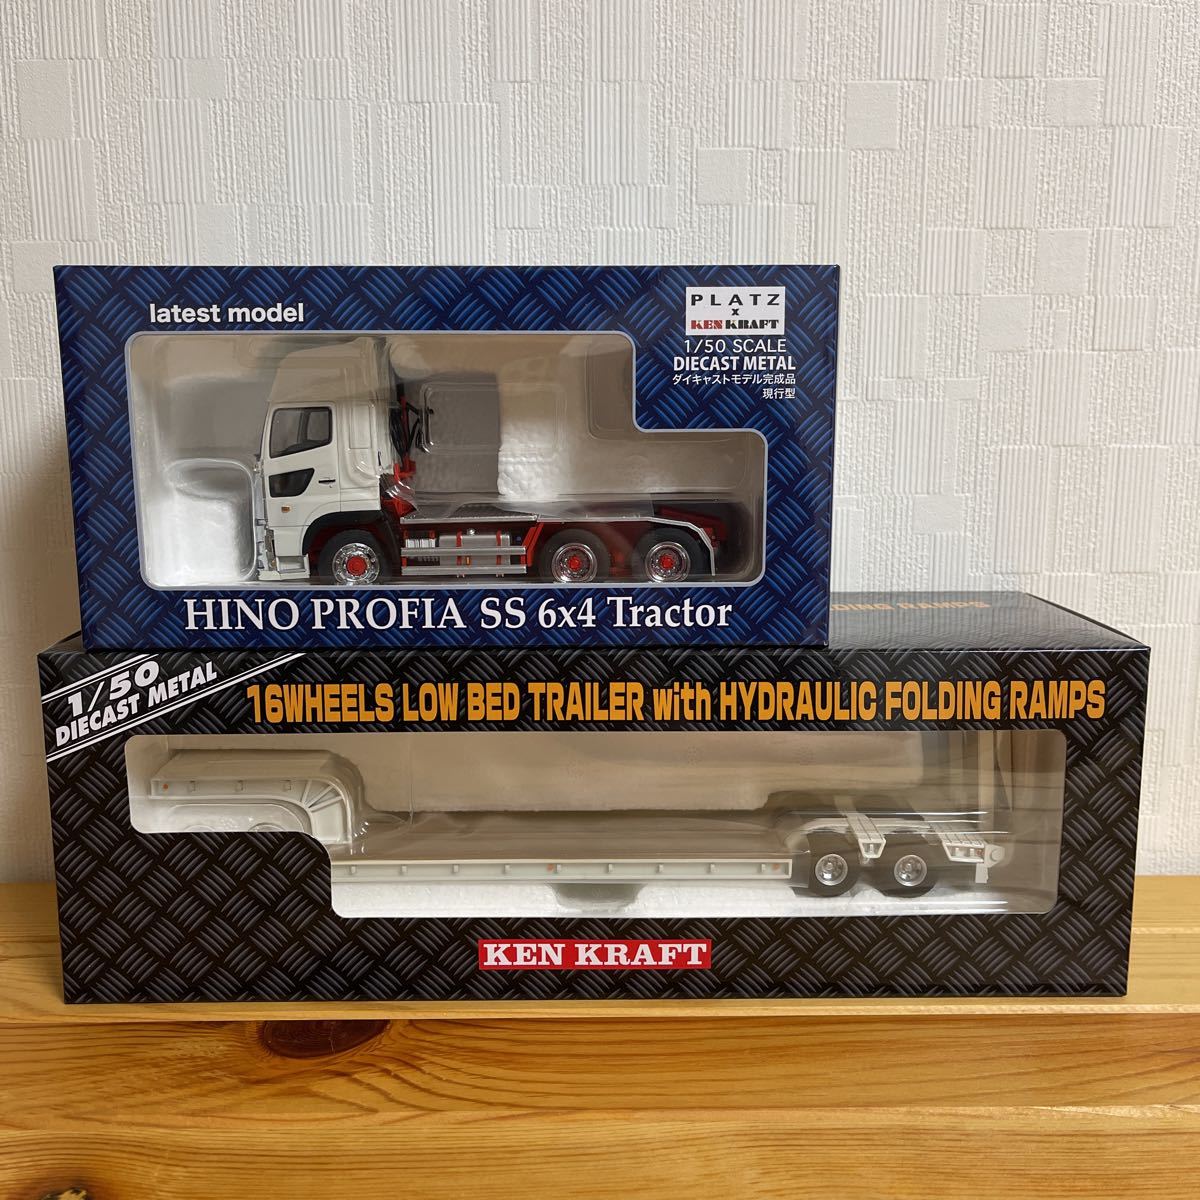 latest model
PLATZ
x
KEN KRAFT
1/50 SCALE
DIECAST METAL
ダイキャストモデル完成品
現行型
HINO PROFIA SS 6x4 Tractor
FOLDING RAMPS
1/50
DIECAST METAL
16WHEELS LOW BED TRAILER with HYDRAULIC FOLDING RAMPS
KEN KRAFT